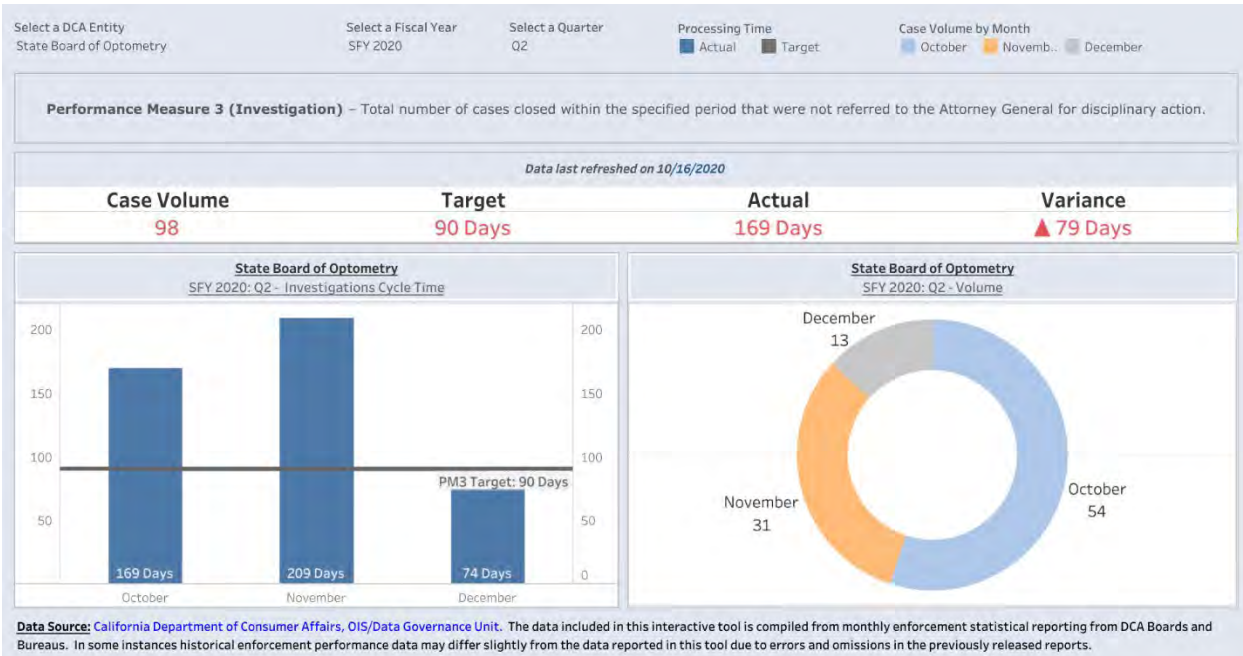 Select a DCA Entity
State Board of Optometry
Select a Fiscal Year
SFY 2020
Select a Quarter
Q2
Processing Time
Actual
Target
Case Volume by Month
October
Novemb..
December
Performance Measure 3 (Investigation) – Total number of cases closed within the specified period that were not referred to the Attorney General for disciplinary action.
Data last refreshed on 10/16/2020
Case Volume
98
Target
90 Days
Actual
169 Days
Variance
▲ 79 Days
State Board of Optometry
SFY 2020: Q2 - Investigations Cycle Time
200
150
100
50
200
150
100
50
0
PM3 Target: 90 Days
169 Days
209 Days
74 Days
October
November
December
State Board of Optometry
SFY 2020: Q2 - Volume
December
13
November
31
October
54
Data Source: California Department of Consumer Affairs, OIS/Data Governance Unit. The data included in this interactive tool is compiled from monthly enforcement statistical reporting from DCA Boards and
Bureaus. In some instances historical enforcement performance data may differ slightly from the data reported in this tool due to errors and omissions in the previously released reports.